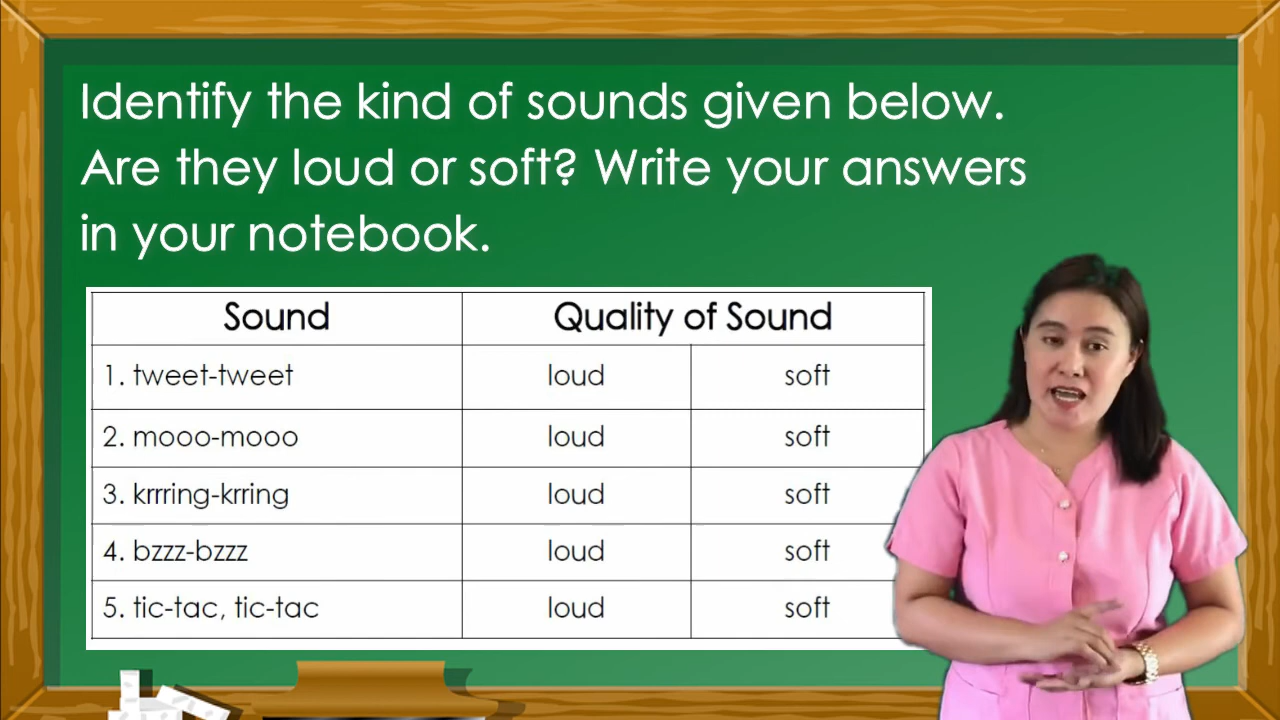 Identify the kind of sounds given below.
Are they loud or soft? Write your answers
in your notebook.
Sound Quality of Sound
1. tweet-tweet loud soft
2. mooo-mooo loud soft
3. krrring-krring loud soft
4. bzzz-bzzz loud soft
5. tic-tac, tic-tac loud soft